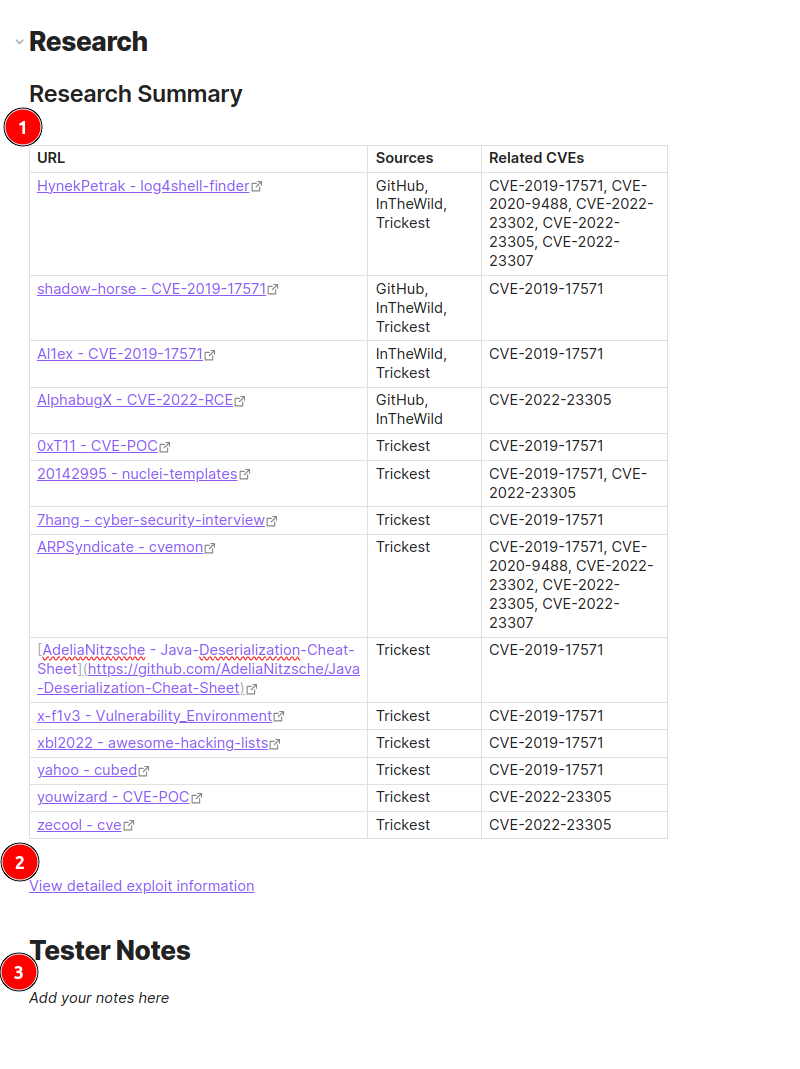 Research
Research Summary
1
URL Sources Related CVEs
HynekPetrak - log4shell-finder GitHub, CVE-2019-17571, CVE-
InTheWild, 2020-9488, CVE-2022-
Trickest 23302, CVE-2022-
23305, CVE-2022-
23307
shadow-horse - CVE-2019-17571 GitHub, CVE-2019-17571
InTheWild,
Trickest
Al1ex - CVE-2019-17571 InTheWild, CVE-2019-17571
Trickest
AlphabugX - CVE-2022-RCE GitHub, CVE-2022-23305
InTheWild
0xT11 - CVE-POC Trickest CVE-2019-17571
20142995 - nuclei-templates Trickest CVE-2019-17571, CVE-
2022-23305
7hang - cyber-security-interview Trickest CVE-2019-17571
ARPSyndicate - cvemon Trickest CVE-2019-17571, CVE-
2020-9488, CVE-2022-
23302, CVE-2022-
23305, CVE-2022-
23307
[AdeliaNitzsche - Java-Deserialization-Cheat- Trickest CVE-2019-17571
Sheet](https://github.com/AdeliaNitzsche/Java
-Deserialization-Cheat-Sheet)
x-f1v3 - Vulnerability_Environment Trickest CVE-2019-17571
xbl2022 - awesome-hacking-lists Trickest CVE-2019-17571
yahoo - cubed Trickest CVE-2019-17571
youwizard - CVE-POC Trickest CVE-2022-23305
zecool - cve Trickest CVE-2022-23305
2
View detailed exploit information
Tester Notes
3
Add your notes here